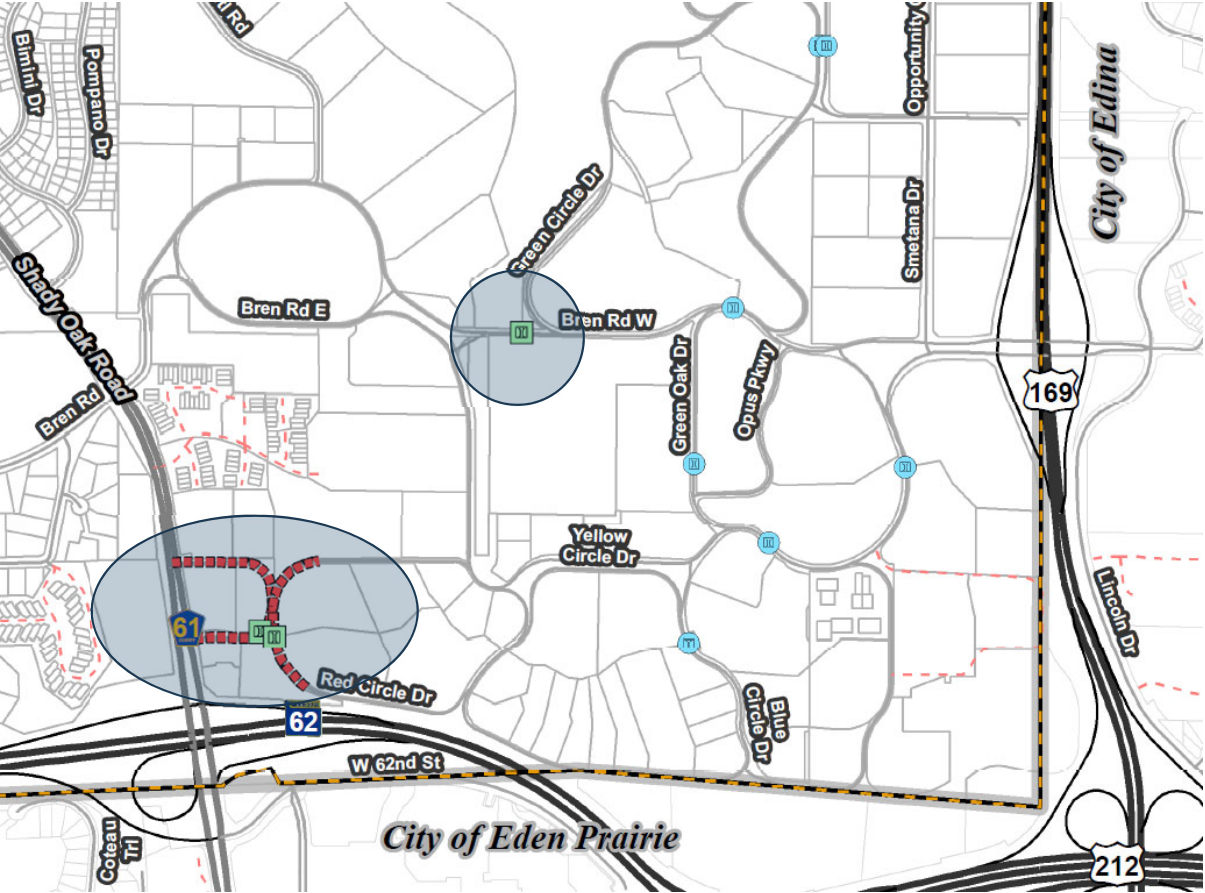 d Rd
Bimini Dr
Pompano Dr
Opportunity
City of Edina
Green Circle Dr
Smetana Dr
Shady Oak Road
Bren Rd E
Bren Rd W
Green Oak Dr
Opus Pkwy
169
Bren Rd
Yellow
Circle Dr
Lincoln Dr
61
COUNTY
Red Circle Dr
Blue
Circle Dr
62
W 62nd St
Coteau
Trl
City of Eden Prairie
212